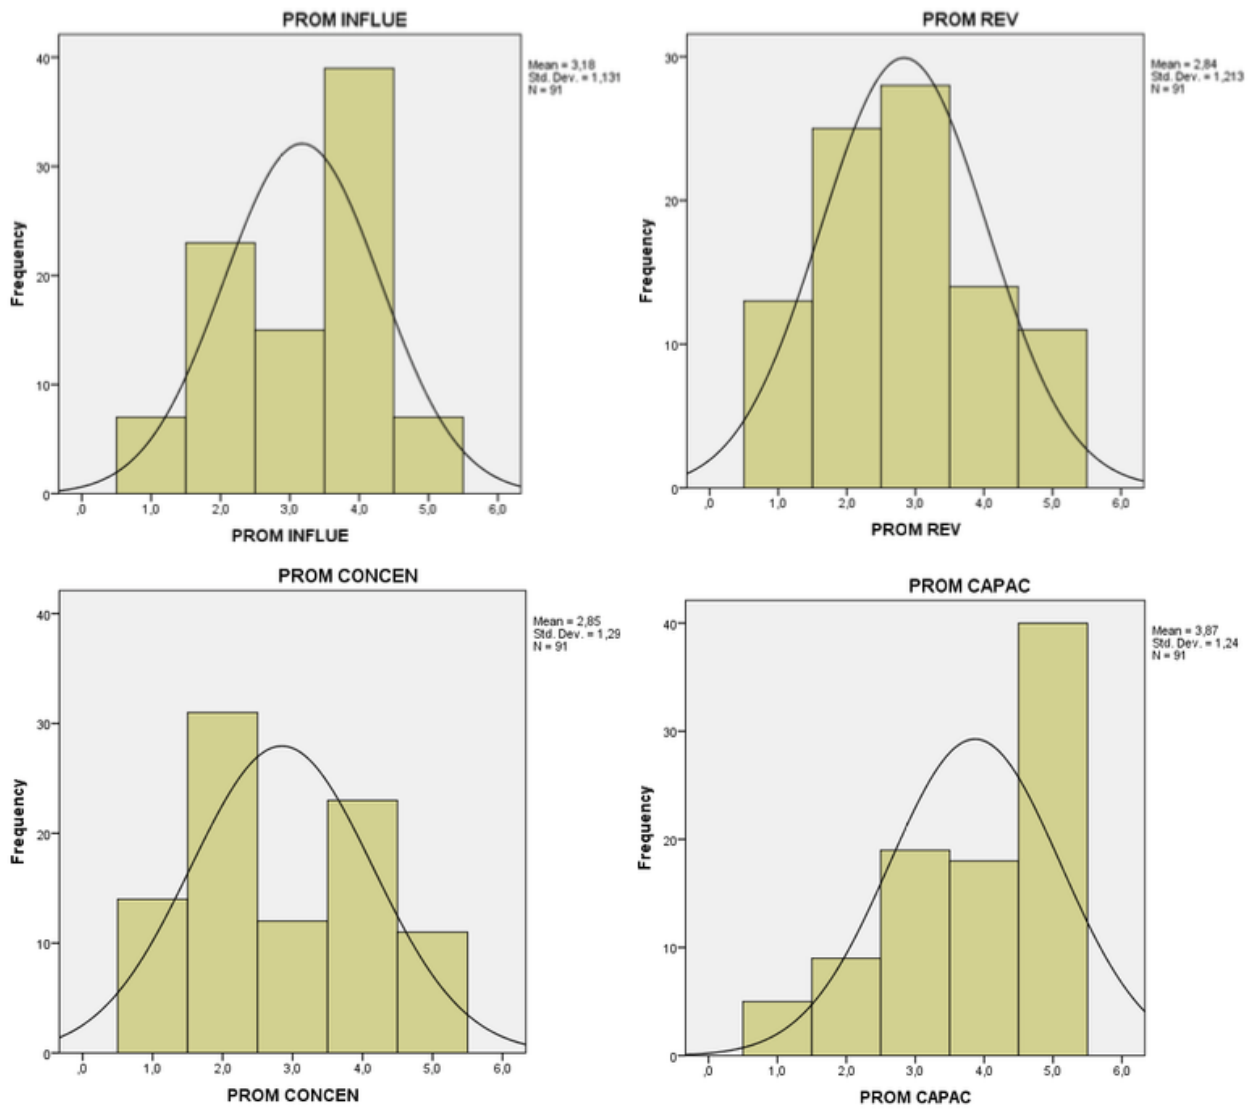 PROM INFLUE
Mean = 3,18
Std. Dev. = 1,131
N = 91
40
30
20
10
0
Frequency
,0
1,0
2,0
3,0
4,0
5,0
6,0
PROM INFLUE
PROM REV
Mean = 2,84
Std. Dev. = 1,213
N = 91
30
20
10
0
Frequency
,0
1,0
2,0
3,0
4,0
5,0
6,0
PROM REV
PROM CONCEN
Mean = 2,85
Std. Dev. = 1,29
N = 91
40
30
20
10
0
Frequency
,0
1,0
2,0
3,0
4,0
5,0
6,0
PROM CONCEN
PROM CAPAC
Mean = 3,87
Std. Dev. = 1,24
N = 91
40
30
20
10
0
Frequency
,0
1,0
2,0
3,0
4,0
5,0
6,0
PROM CAPAC